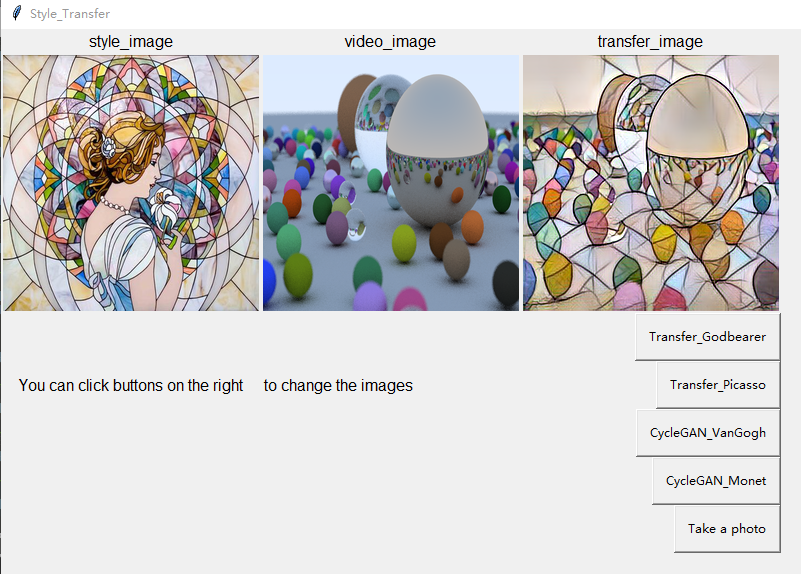 Style_Transfer
style_image
video_image
transfer_image
Transfer_Godbearer
You can click buttons on the right to change the images
Transfer_Picasso
CycleGAN_VanGogh
CycleGAN_Monet
Take a photo